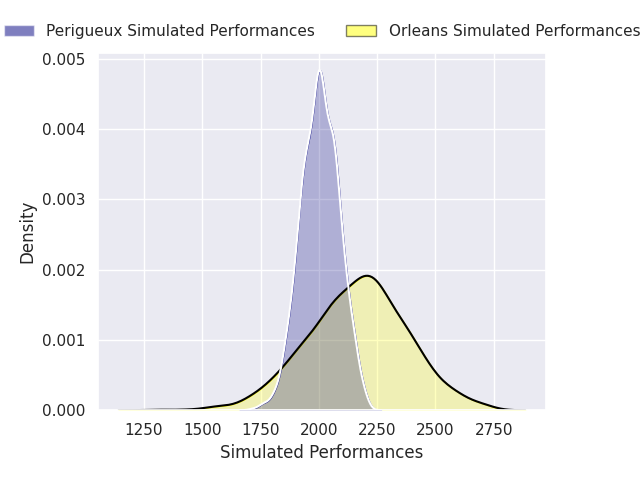 Perigueux Simulated Performances Orleans Simulated Performances
0.005
0.004
0.003
0.002
0.001
0.000
Density
1250 1500 1750 2000 2250 2500 2750
Simulated Performances